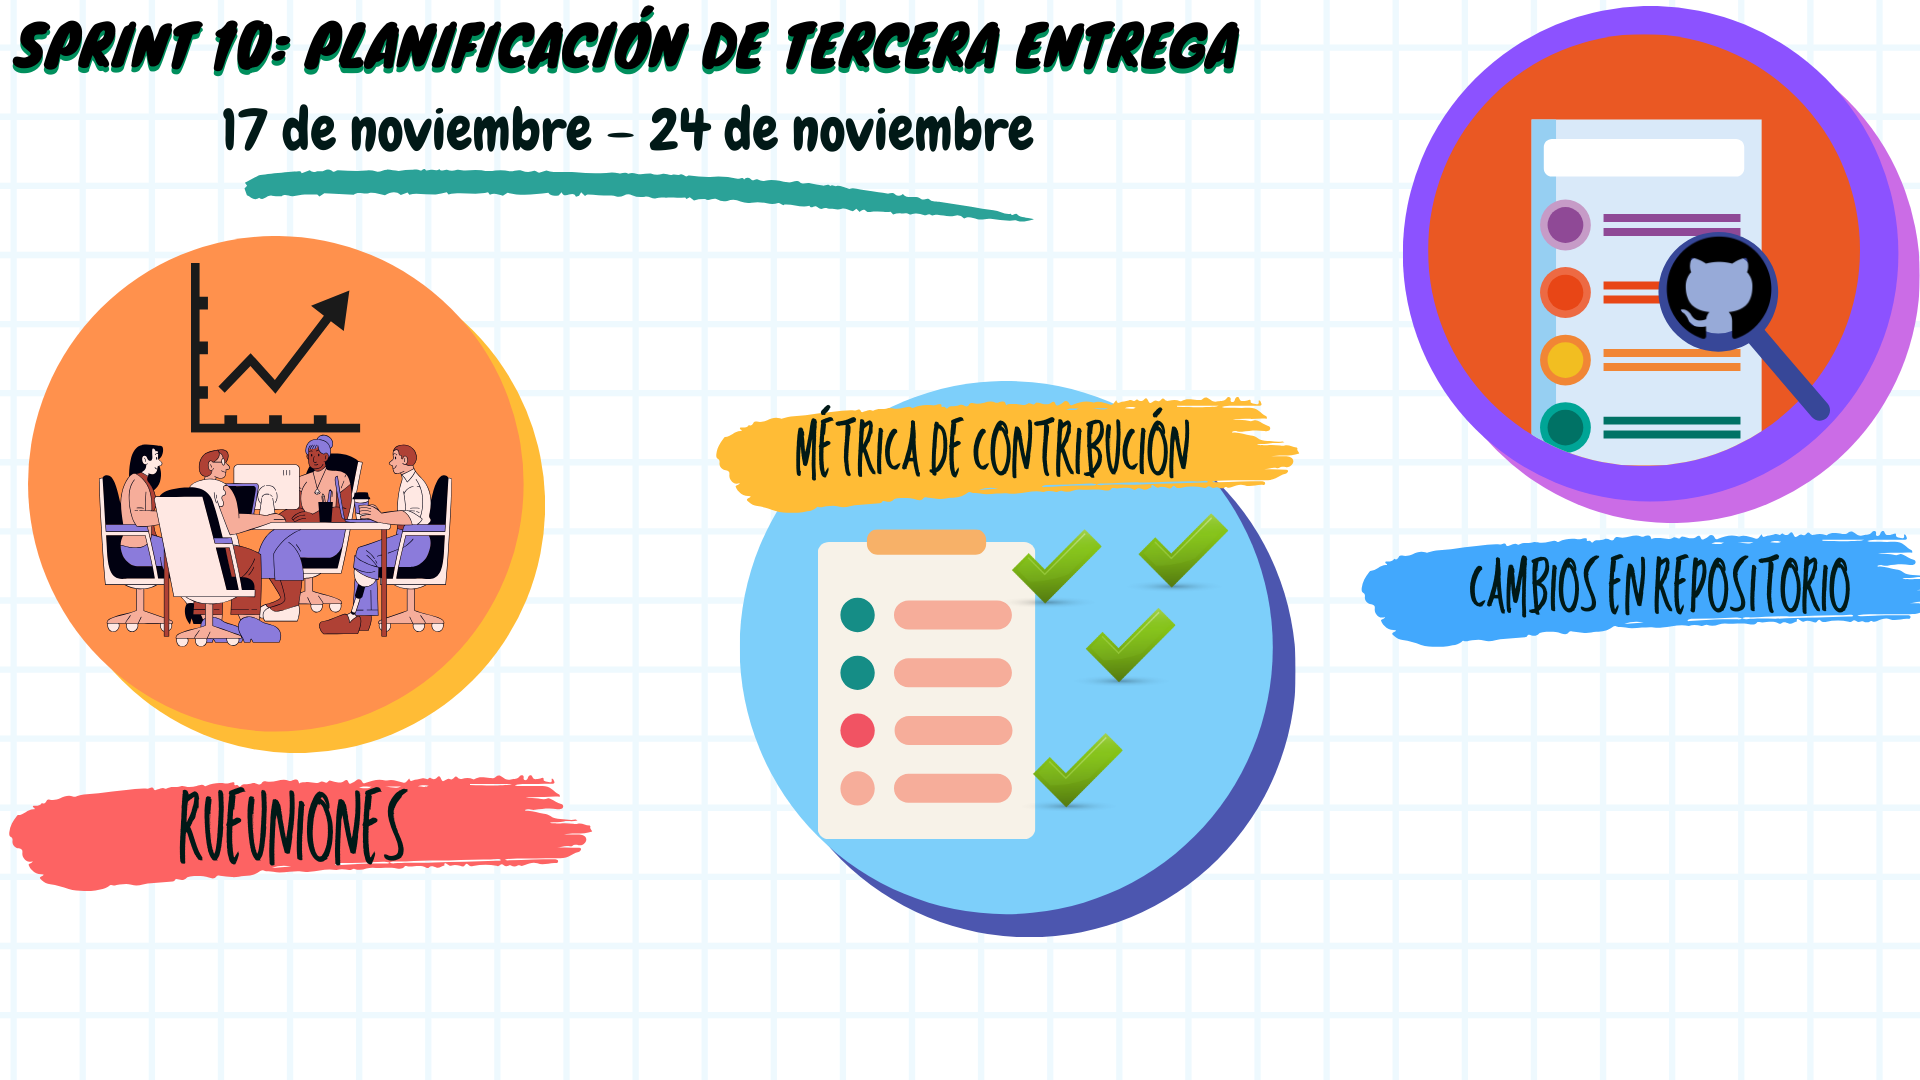 SPRINT 10: PLANIFICACIÓN DE TERCERA ENTREGA
17 de noviembre – 24 de noviembre
MÉTRICA DE CONTRIBUCIÓN
CAMBIOS EN REPOSITORIO
RUEUNIONES